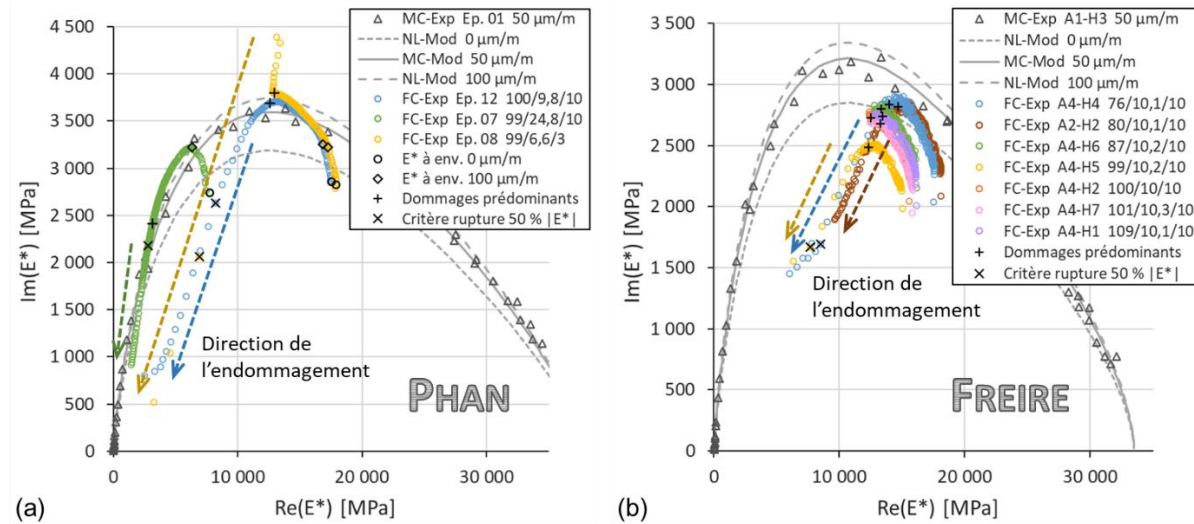 4 500
4 000
3 500
3 000
2 500
2 000
1 500
1 000
500
0
Im(E*) [MPa]
MC-Exp Ep. 01 50 µm/m
NL-Mod 0 µm/m
MC-Mod 50 µm/m
NL-Mod 100 µm/m
FC-Exp Ep. 12 100/9,8/10
FC-Exp Ep. 07 99/24,8/10
FC-Exp Ep. 08 99/6,6/3
E* à env. 0 µm/m
E* à env. 100 µm/m
Dommages prédominants
Critère rupture 50 % |E*|
Direction de
l'endommagement
PHAN
0
10 000
20 000
30 000
Re(E*) [MPa]
(a)
3 500
3 000
2 500
2 000
1 500
1 000
500
0
Im(E*) [MPa]
MC-Exp A1-H3 50 µm/m
NL-Mod 0 µm/m
MC-Mod 50 µm/m
NL-Mod 100 µm/m
FC-Exp A4-H4 76/10,1/10
FC-Exp A2-H2 80/10,1/10
FC-Exp A4-H6 87/10,2/10
FC-Exp A4-H5 99/10,2/10
FC-Exp A4-H2 100/10/10
FC-Exp A4-H7 101/10,3/10
FC-Exp A4-H1 109/10,1/10
Dommages prédominants
Critère rupture 50 % |E*|
Direction de
l'endommagement
FREIRE
0
10 000
20 000
30 000
Re(E*) [MPa]
(b)